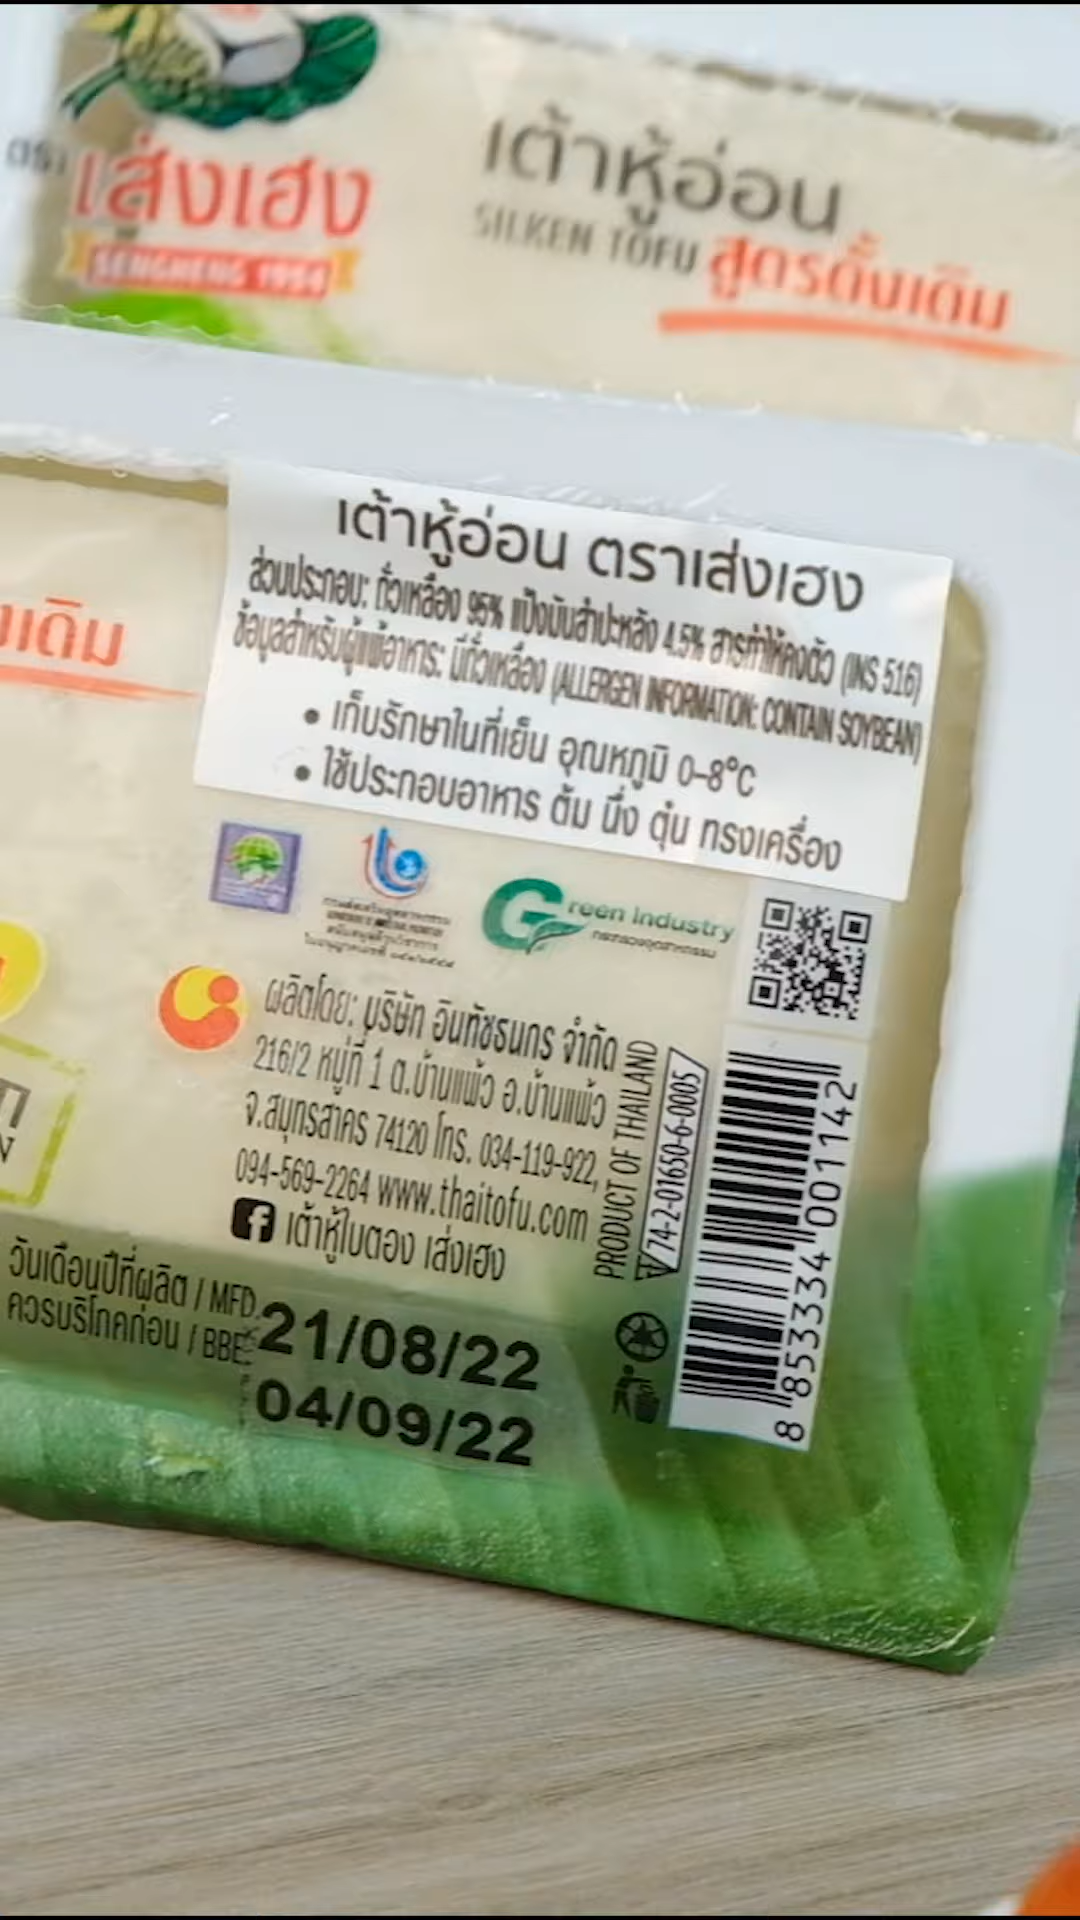 ตรา
เส่งเฮง
SENGHENG 1954
เต้าหู้อ่อน
SILKEN TOFU สูตรดั้งเดิม
เต้าหู้อ่อน ตราเส่งเฮง
ส่วนประกอบ: ถั่วเหลือง 95% แป้งมันสำปะหลัง 4.5% สารทำให้คงตัว (INS 516)
ข้อมูลสำหรับผู้แพ้อาหาร: มีถั่วเหลือง (ALLERGEN INFORMATION: CONTAIN SOYBEAN)
• เก็บรักษาในที่เย็น อุณหภูมิ 0-8°C
• ใช้ประกอบอาหาร ต้ม นึ่ง ตุ๋น ทรงเครื่อง
Green Industry
กระทรวงอุตสาหกรรม
ผลิตโดย: บริษัท อินทัชธนกร จำกัด
216/2 หมู่ที่ 1 ต.บ้านแพ้ว อ.บ้านแพ้ว
จ.สมุทรสาคร 74120 โทร. 034-119-922,
094-569-2264 www.thaitofu.com
เต้าหู้ใบตอง เส่งเฮง
PRODUCT OF THAILAND
74-2-01650-6-0005
8 853334 001142
วันเดือนปีที่ผลิต / MFD. 21/08/22
ควรบริโภคก่อน / BBE. 04/09/22